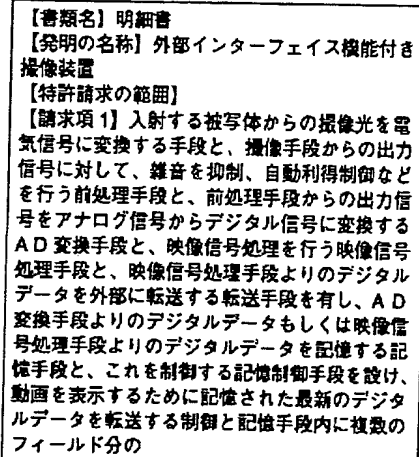 【書類名】明細書
【発明の名称】外部インターフェイス機能付き
撮像装置
【特許請求の範囲】
【請求項1】入射する被写体からの撮像光を電
気信号に変換する手段と、撮像手段からの出力
信号に対して、雑音を抑制、自動利得制御など
を行う前処理手段と、前処理手段からの出力信
号をアナログ信号からデジタル信号に変換する
AD変換手段と、映像信号処理を行う映像信号
処理手段と、映像信号処理手段よりのデジタル
データを外部に転送する転送手段を有し、AD
変換手段よりのデジタルデータもしくは映像信
号処理手段よりのデジタルデータを記憶する記
憶手段と、これを制御する記憶制御手段を設け、
動画を表示するために記憶された最新のデジタ
ルデータを転送する制御と記憶手段内に複数の
フィールド分の